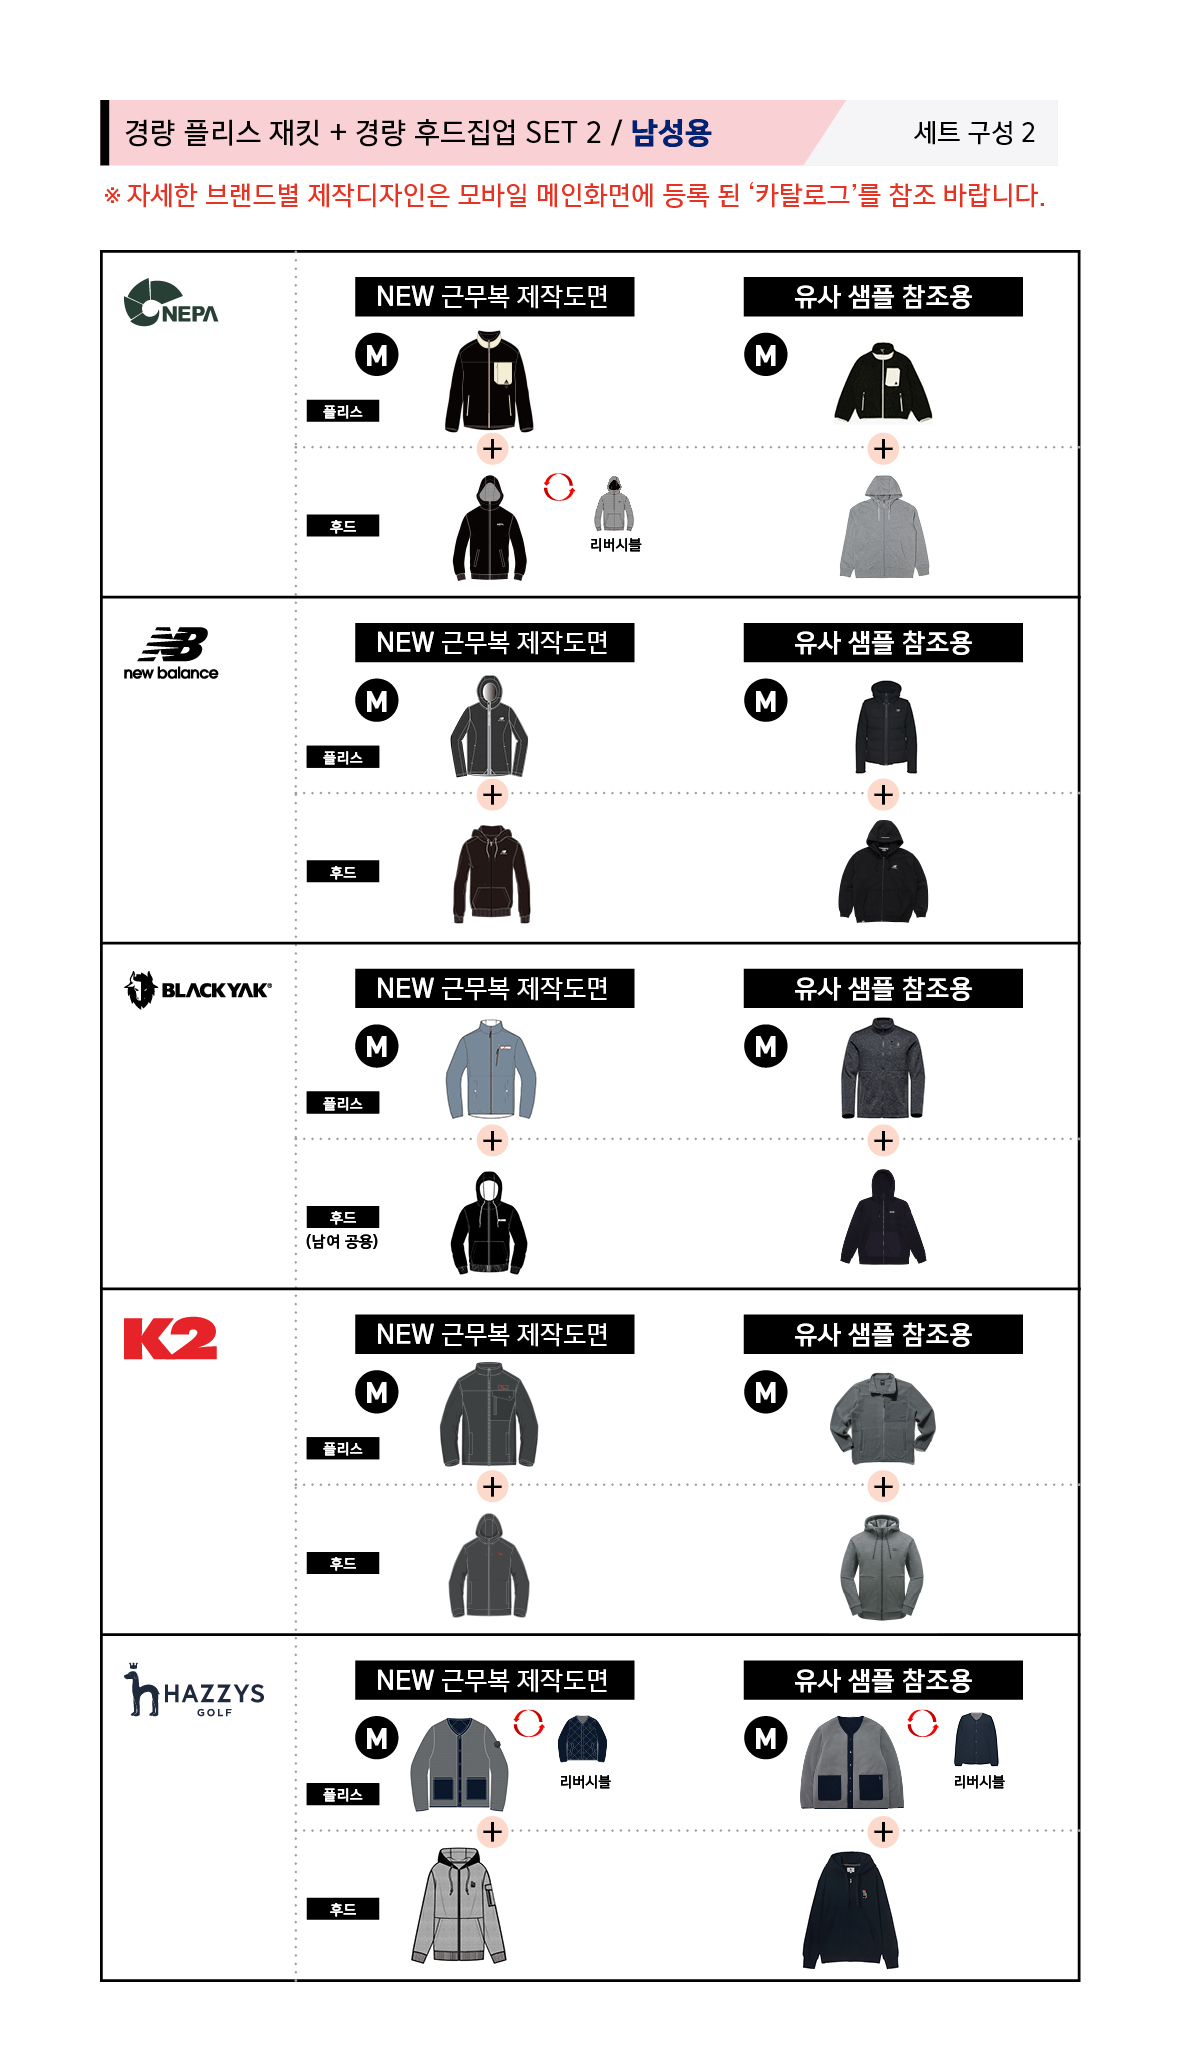 경량 플리스 재킷 + 경량 후드집업 SET 2 / 남성용
세트 구성 2
※ 자세한 브랜드별 제작디자인은 모바일 메인화면에 등록 된 ‘카탈로그’를 참조 바랍니다.
NEPA
NEW 근무복 제작도면
유사 샘플 참조용
M
M
플리스
+
+
후드
리버시블
NB
new balance
NEW 근무복 제작도면
유사 샘플 참조용
M
M
플리스
+
+
후드
BLACKYAK®
NEW 근무복 제작도면
유사 샘플 참조용
M
M
플리스
+
+
후드
(남여 공용)
K2
NEW 근무복 제작도면
유사 샘플 참조용
M
M
플리스
+
+
후드
HAZZYS
GOLF
NEW 근무복 제작도면
유사 샘플 참조용
M
M
리버시블
리버시블
플리스
+
+
후드